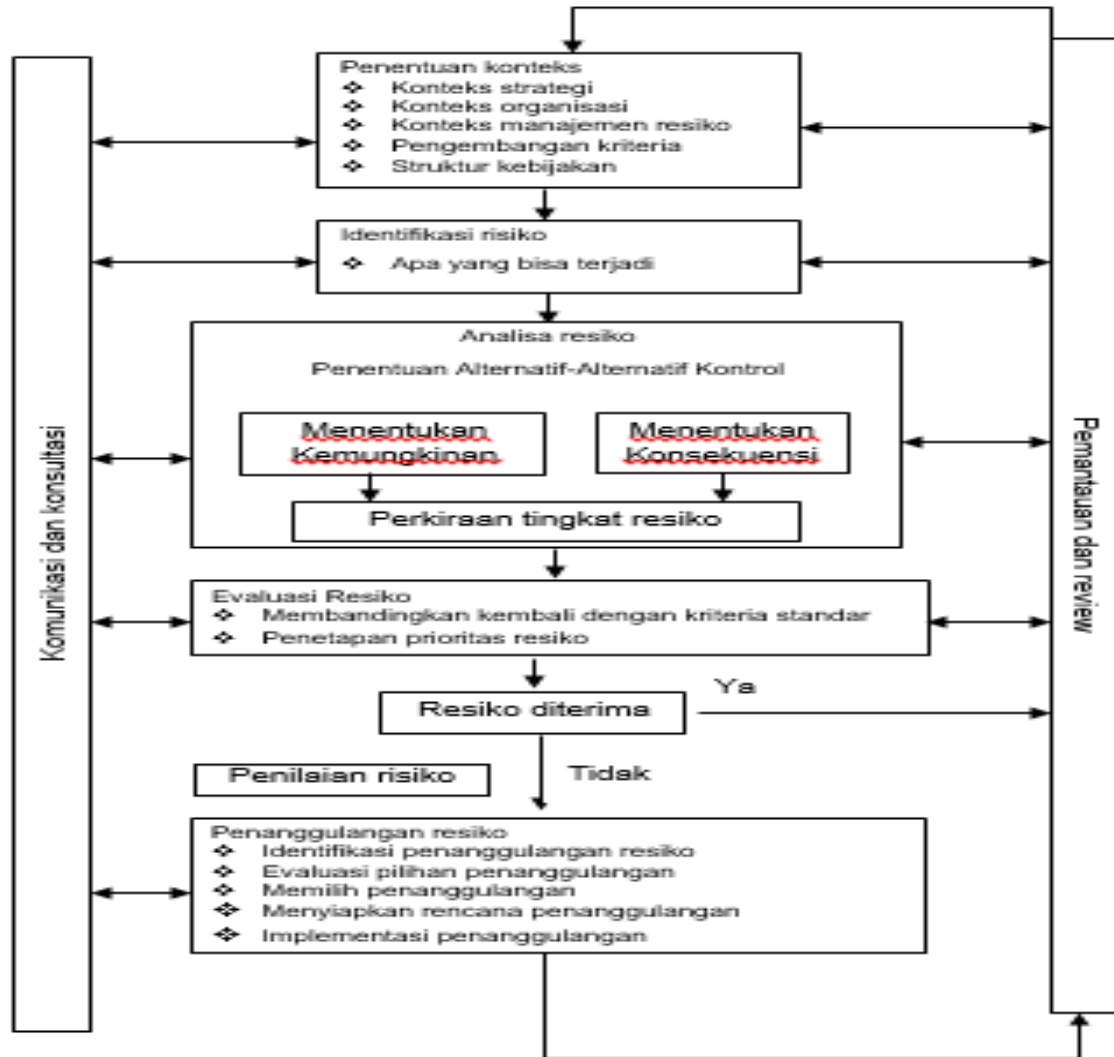 Penentuan konteks
❖ Konteks strategi
❖ Konteks organisasi
❖ Konteks manajemen resiko
❖ Pengembangan kriteria
❖ Struktur kebijakan
Identifikasi risiko
❖ Apa yang bisa terjadi
Analisa resiko
Penentuan Alternatif-Alternatif Kontrol
Menentukan
Kemungkinan
Menentukan
Konsekuensi
Perkiraan tingkat resiko
Evaluasi Resiko
❖ Membandingkan kembali dengan kriteria standar
❖ Penetapan prioritas resiko
Resiko diterima
Ya
Penilaian risiko
Tidak
Penanggulangan resiko
❖ Identifikasi penanggulangan resiko
❖ Evaluasi pilihan penanggulangan
❖ Memilih penanggulangan
❖ Menyiapkan rencana penanggulangan
❖ Implementasi penanggulangan
Komunikasi dan konsultasi
Pemantauan dan review